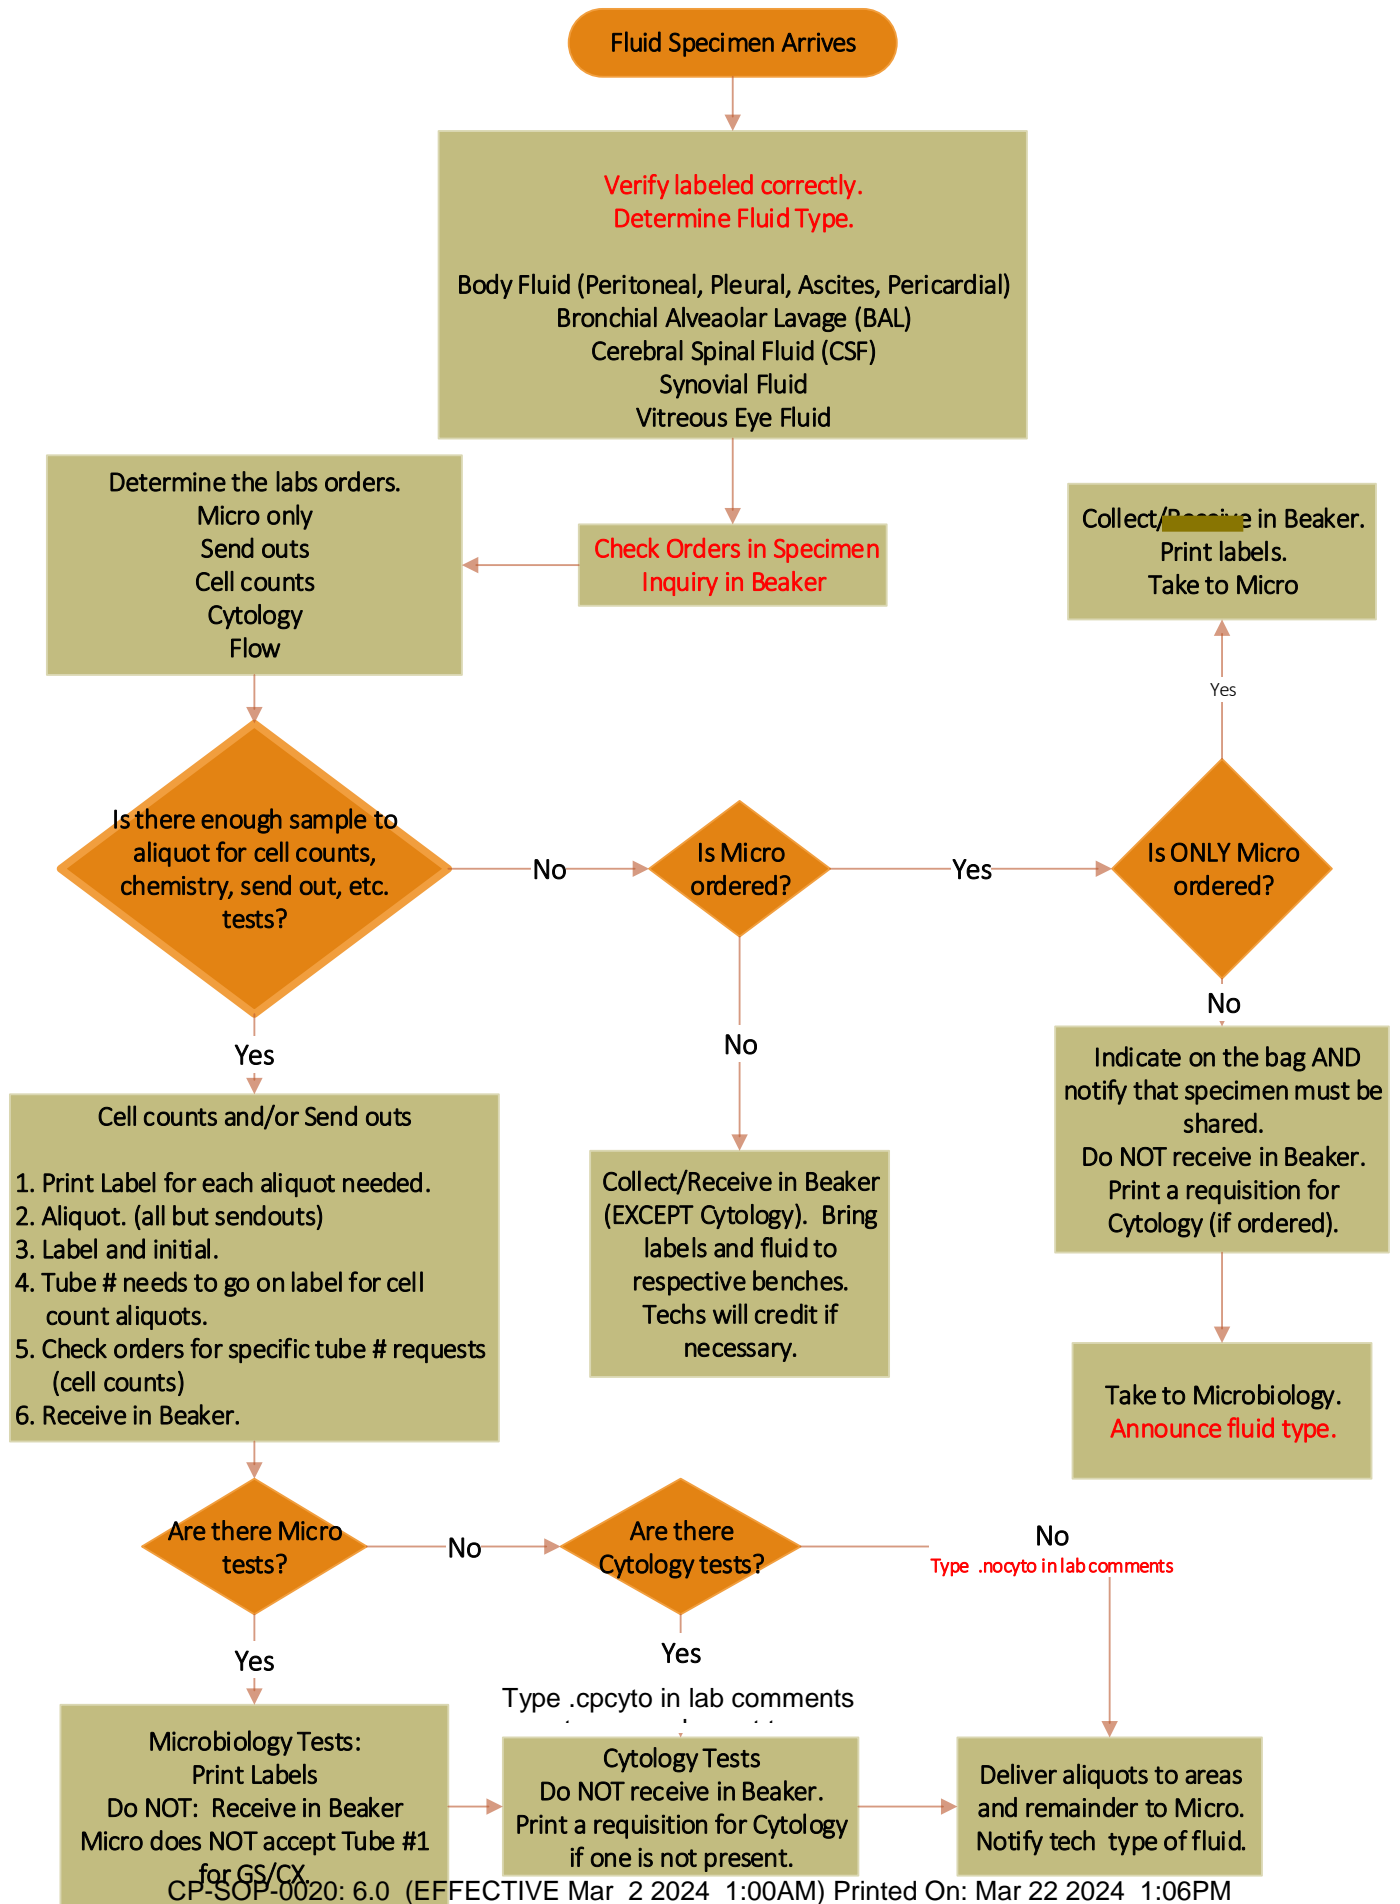 Fluid Specimen Arrives
Verify labeled correctly.
Determine Fluid Type.
Body Fluid (Peritoneal, Pleural, Ascites, Pericardial)
Bronchial Alveaolar Lavage (BAL)
Cerebral Spinal Fluid (CSF)
Synovial Fluid
Vitreous Eye Fluid
Check Orders in Specimen
Inquiry in Beaker
Determine the labs orders.
Micro only
Send outs
Cell counts
Cytology
Flow
Is there enough sample to
aliquot for cell counts,
chemistry, send out, etc.
tests?
No
Is Micro
ordered?
Yes
Is ONLY Micro
ordered?
Yes
Collect/ in Beaker.
Print labels.
Take to Micro
No
Indicate on the bag AND
notify that specimen must be
shared.
Do NOT receive in Beaker.
Print a requisition for
Cytology (if ordered).
Take to Microbiology.
Announce fluid type.
No
Collect/Receive in Beaker
(EXCEPT Cytology). Bring
labels and fluid to
respective benches.
Techs will credit if
necessary.
Yes
Cell counts and/or Send outs
1. Print Label for each aliquot needed.
2. Aliquot. (all but sendouts)
3. Label and initial.
4. Tube # needs to go on label for cell
count aliquots.
5. Check orders for specific tube # requests
(cell counts)
6. Receive in Beaker.
Are there Micro
tests?
No
Are there
Cytology tests?
No
Type .nocyto in lab comments
Yes
Yes
Type .cpcyto in lab comments
Microbiology Tests:
Print Labels
Do NOT: Receive in Beaker
Micro does NOT accept Tube #1
for GS/CX.
Cytology Tests
Do NOT receive in Beaker.
Print a requisition for Cytology
if one is not present.
Deliver aliquots to areas
and remainder to Micro.
Notify tech type of fluid.
CP-SOP-0020: 6.0 (EFFECTIVE Mar 2 2024 1:00AM) Printed On: Mar 22 2024 1:06PM